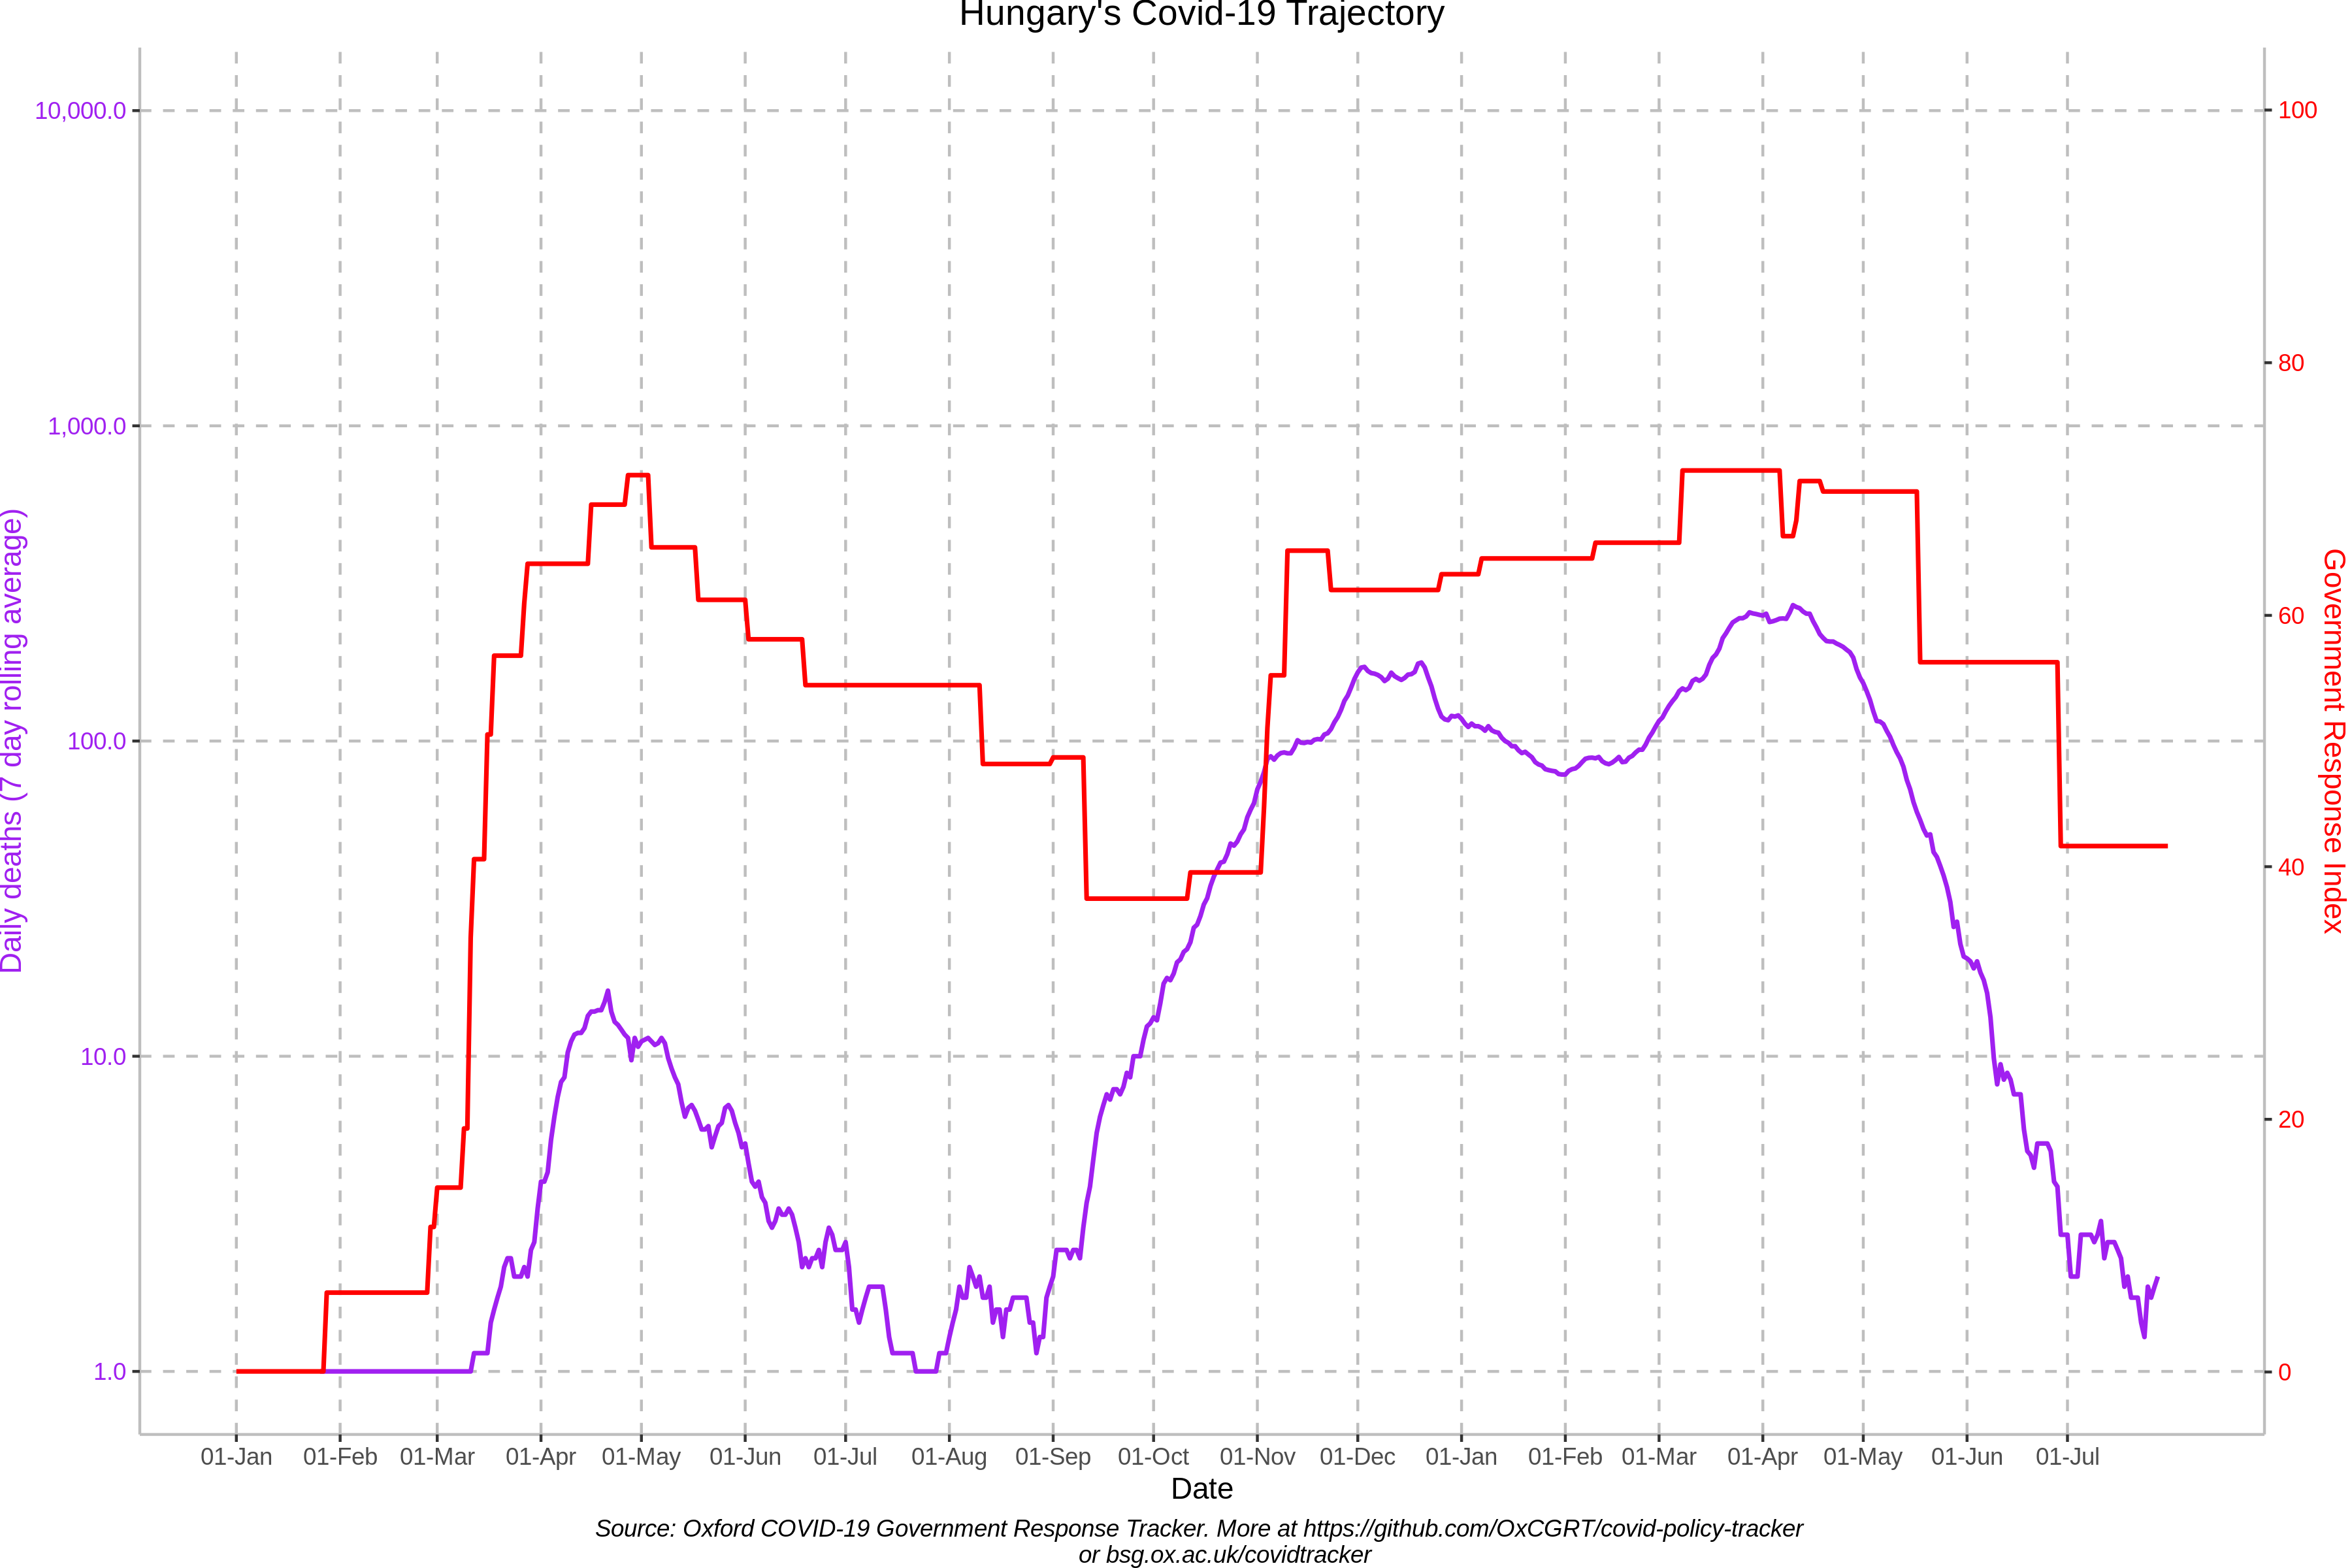 Hungary's Covid-19 Trajectory
10,000.0
1,000.0
100.0
10.0
1.0
Daily deaths (7 day rolling average)
100
80
60
40
20
0
Government Response Index
01-Jan 01-Feb 01-Mar 01-Apr 01-May 01-Jun 01-Jul 01-Aug 01-Sep 01-Oct 01-Nov 01-Dec 01-Jan 01-Feb 01-Mar 01-Apr 01-May 01-Jun 01-Jul
Date
Source: Oxford COVID-19 Government Response Tracker. More at https://github.com/OxCGRT/covid-policy-tracker
or bsg.ox.ac.uk/covidtracker